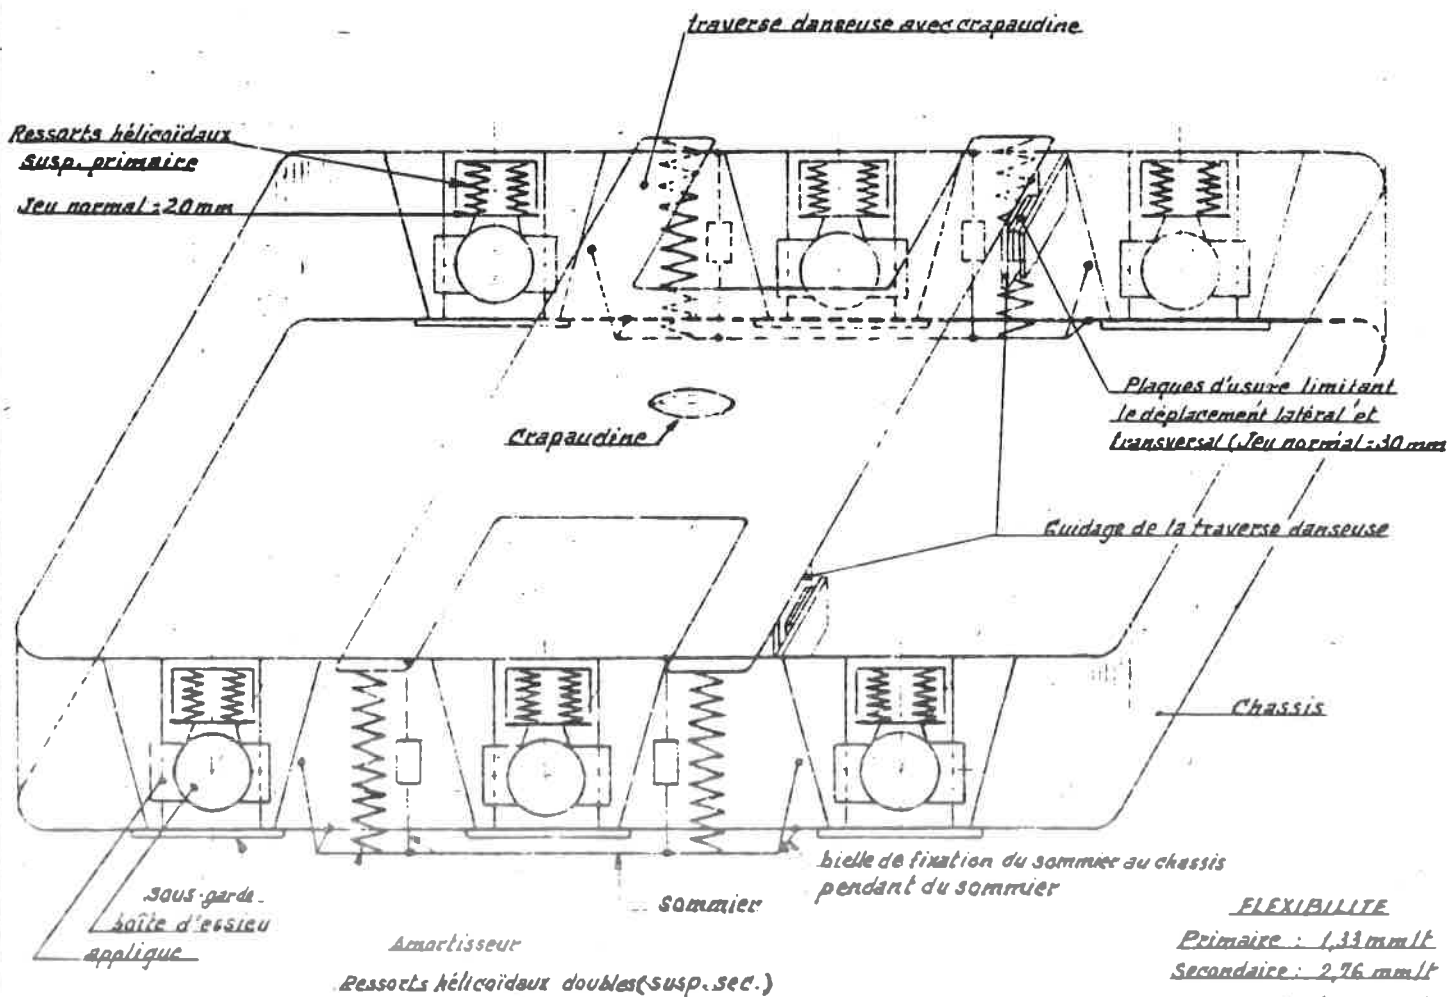 traverse danseuse avec crapaudine
Ressorts hélicoïdaux
susp. primaire
Jeu normal : 20mm
Plaques d'usure limitant
le déplacement latéral et
transversal (Jeu normal : 30 mm
Crapaudine
Guidage de la traverse danseuse
Chassis
bielle de fixation du sommier au chassis
pendant du sommier
sous-garde
boîte d'essieu
applique
sommier
Amortisseur
Ressorts hélicoïdaux doubles (susp. sec.)
FLEXIBILITE
Primaire : 1,33 mm/t
Secondaire : 2,76 mm/t